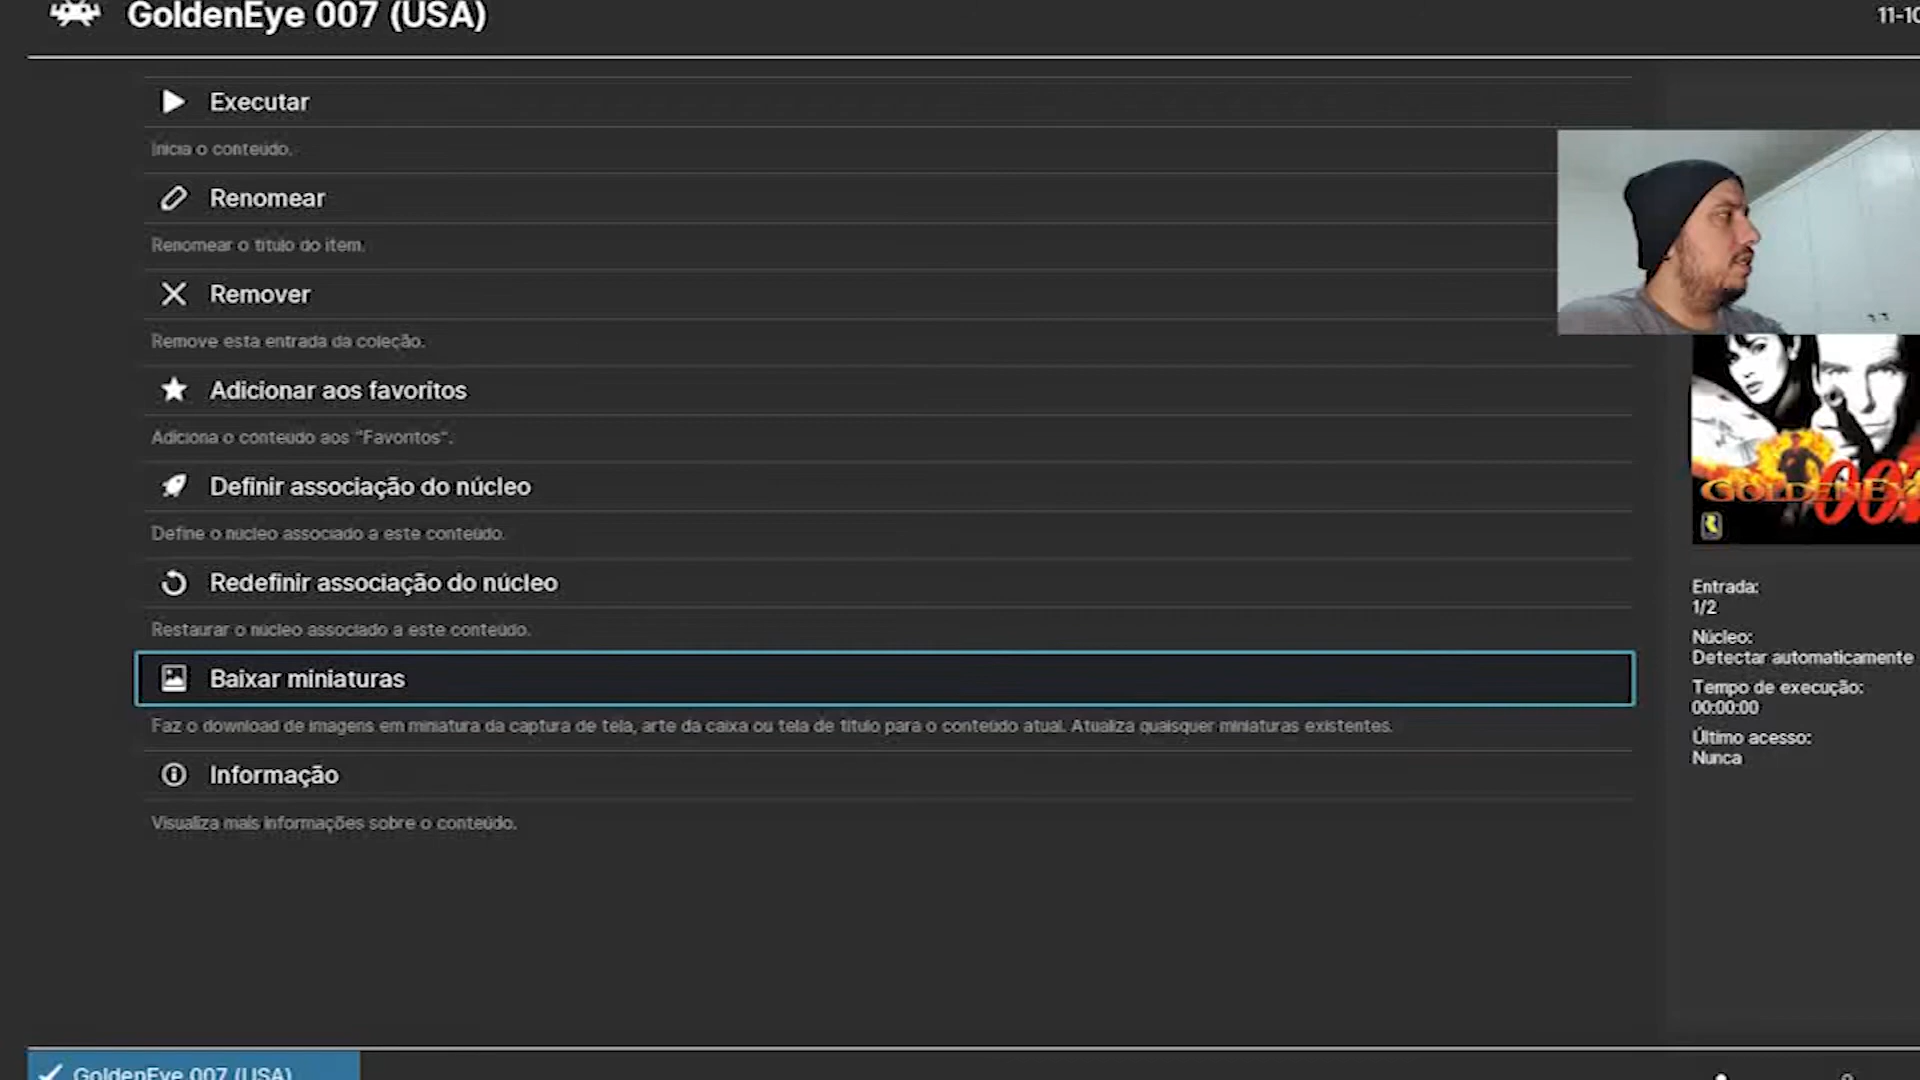 GoldenEye 007 (USA)
11-10
Executar
Inicia o conteúdo.
Renomear
Renomear o título do item.
Remover
Remove esta entrada da coleção.
Adicionar aos favoritos
Adiciona o conteúdo aos "Favoritos".
Definir associação do núcleo
Define o núcleo associado a este conteúdo.
Redefinir associação do núcleo
Restaurar o núcleo associado a este conteúdo.
Baixar miniaturas
Faz o download de imagens em miniatura da captura de tela, arte da caixa ou tela de título para o conteúdo atual. Atualiza quaisquer miniaturas existentes.
Informação
Visualiza mais informações sobre o conteúdo.
GOLDENEYE
007
Entrada:
1/2
Núcleo:
Detectar automaticamente
Tempo de execução:
00:00:00
Último acesso:
Nunca
GoldenEye 007 (USA)